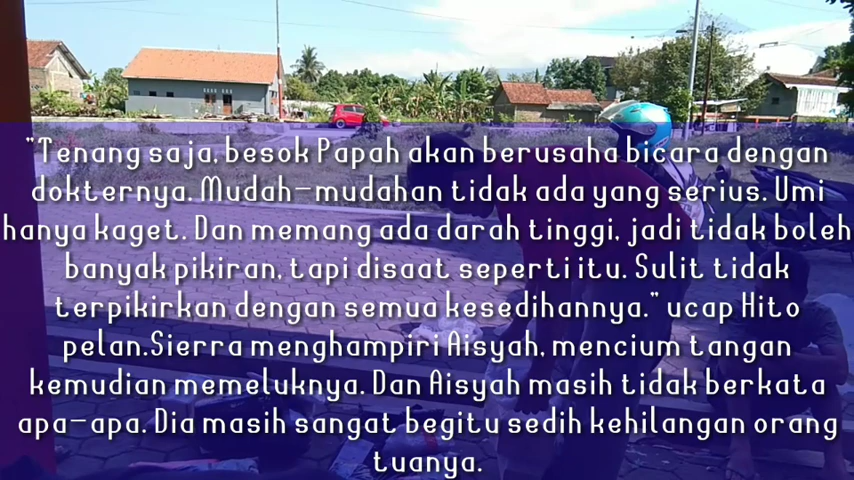 "Tenang saja, besok Papah akan berusaha bicara dengan
dokternya. Mudah-mudahan tidak ada yang serius. Umi
hanya kaget. Dan memang ada darah tinggi, jadi tidak boleh
banyak pikiran, tapi disaat seperti itu. Sulit tidak
terpikirkan dengan semua kesedihannya." ucap Hito
pelan.Sierra menghampiri Aisyah, mencium tangan
kemudian memeluknya. Dan Aisyah masih tidak berkata
apa-apa. Dia masih sangat begitu sedih kehilangan orang
tuanya.